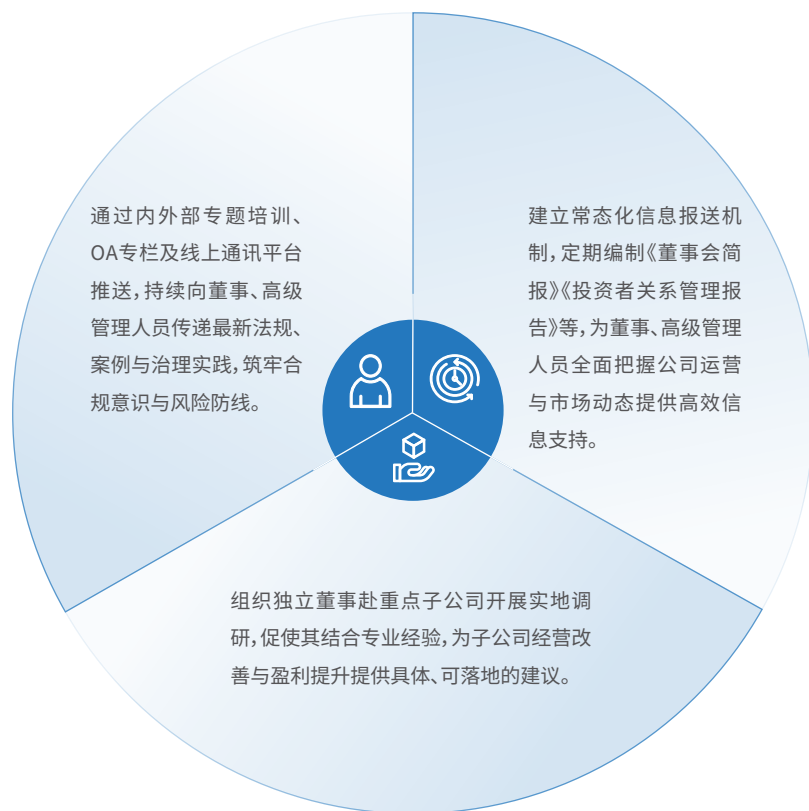 通过内外部专题培训、
OA专栏及线上通讯平台
推送,持续向董事、高级
管理人员传递最新法规、
案例与治理实践,筑牢合
规意识与风险防线。
建立常态化信息报送机
制,定期编制《董事会简
报》《投资者关系管理报
告》等,为董事、高级管理
人员全面把握公司运营
与市场动态提供高效信
息支持。
组织独立董事赴重点子公司开展实地调
研,促使其结合专业经验,为子公司经营改
善与盈利提升提供具体、可落地的建议。